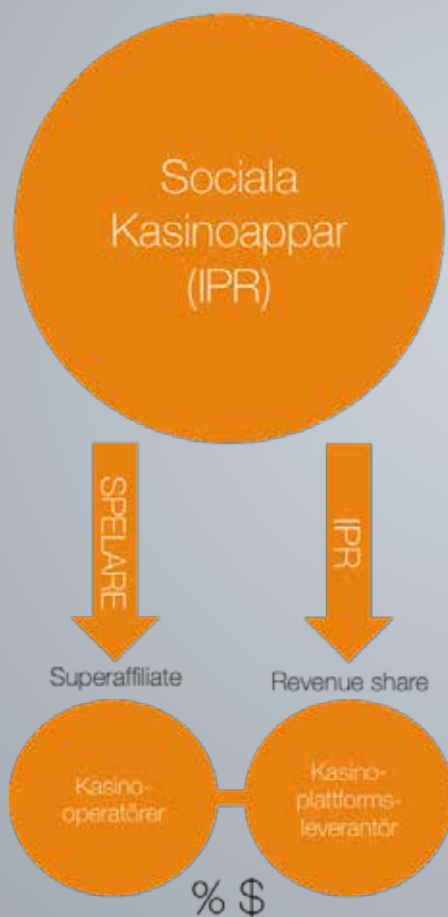 Sociala
Kasinoappar
(IPR)
SPELARE
IPR
Superaffiliate
Revenue share
Kasino-
operatörer
Kasino-
plattforms-
leverantör
% $